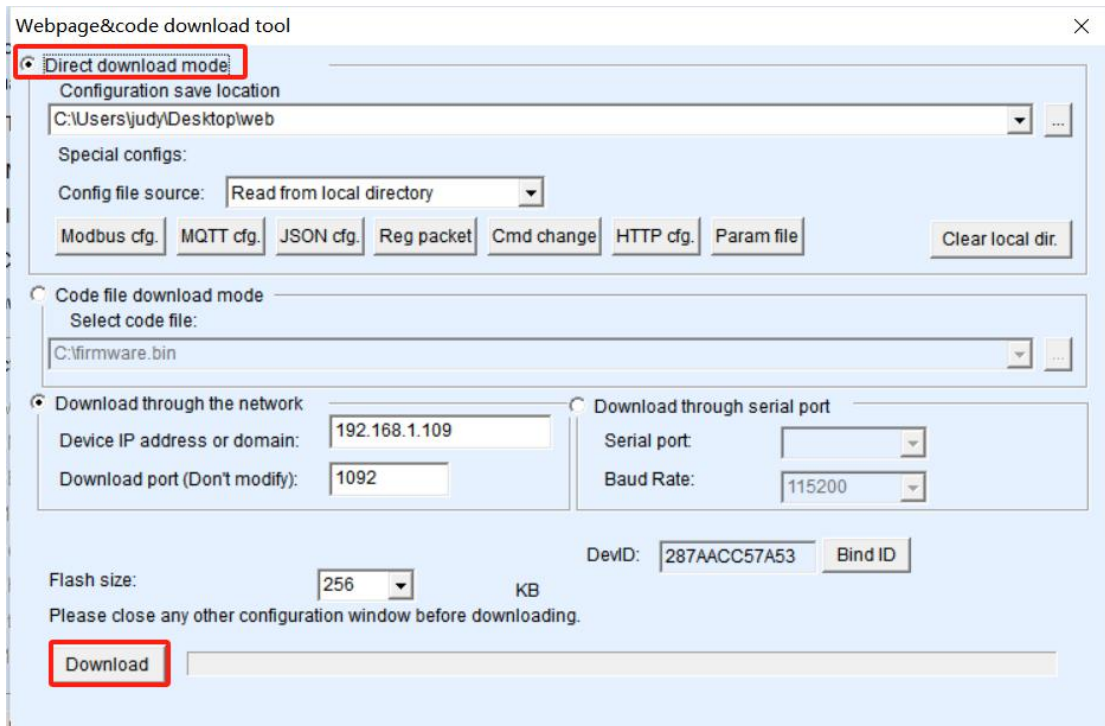 Webpage&code download tool
Direct download mode
Configuration save location
C:\Users\judy\Desktop\web
...
Special configs:
Config file source: Read from local directory
Modbus cfg. MQTT cfg. JSON cfg. Reg packet Cmd change HTTP cfg. Param file Clear local dir.
Code file download mode
Select code file:
C:\firmware.bin
...
Download through the network
Device IP address or domain: 192.168.1.109
Download port (Don't modify): 1092
Download through serial port
Serial port:
Baud Rate: 115200
DevID: 287AACC57A53 Bind ID
Flash size: 256 KB
Please close any other configuration window before downloading.
Download